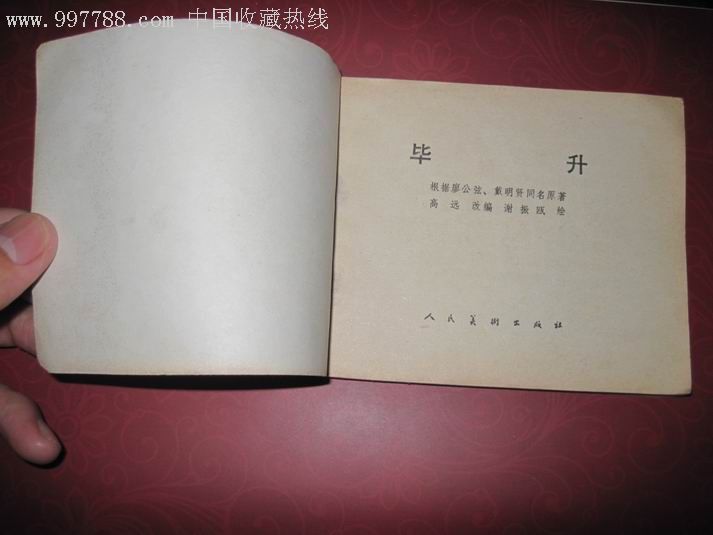 www.997788.com 中国收藏热线
毕 升
根据廖公弦、戴明贤同名原著
高 远 改编 谢振瓯 绘
人民美术出版社